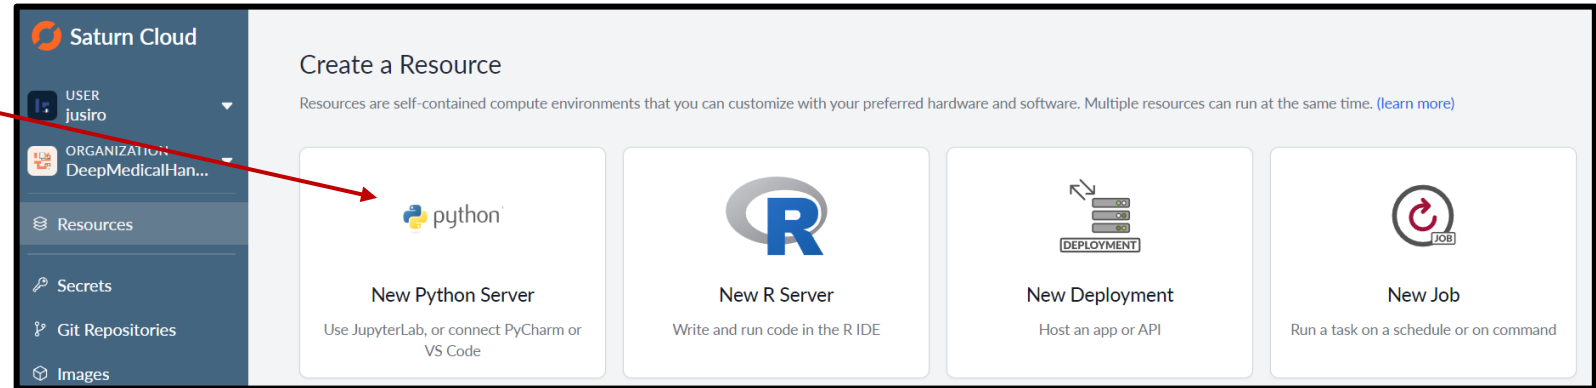 Saturn Cloud
USER
jusiro
ORGANIZATION
DeepMedicalHan...
Resources
Secrets
Git Repositories
Images
Create a Resource
Resources are self-contained compute environments that you can customize with your preferred hardware and software. Multiple resources can run at the same time. (learn more)
python
New Python Server
Use JupyterLab, or connect PyCharm or
VS Code
R
New R Server
Write and run code in the R IDE
DEPLOYMENT
New Deployment
Host an app or API
JOB
New Job
Run a task on a schedule or on command